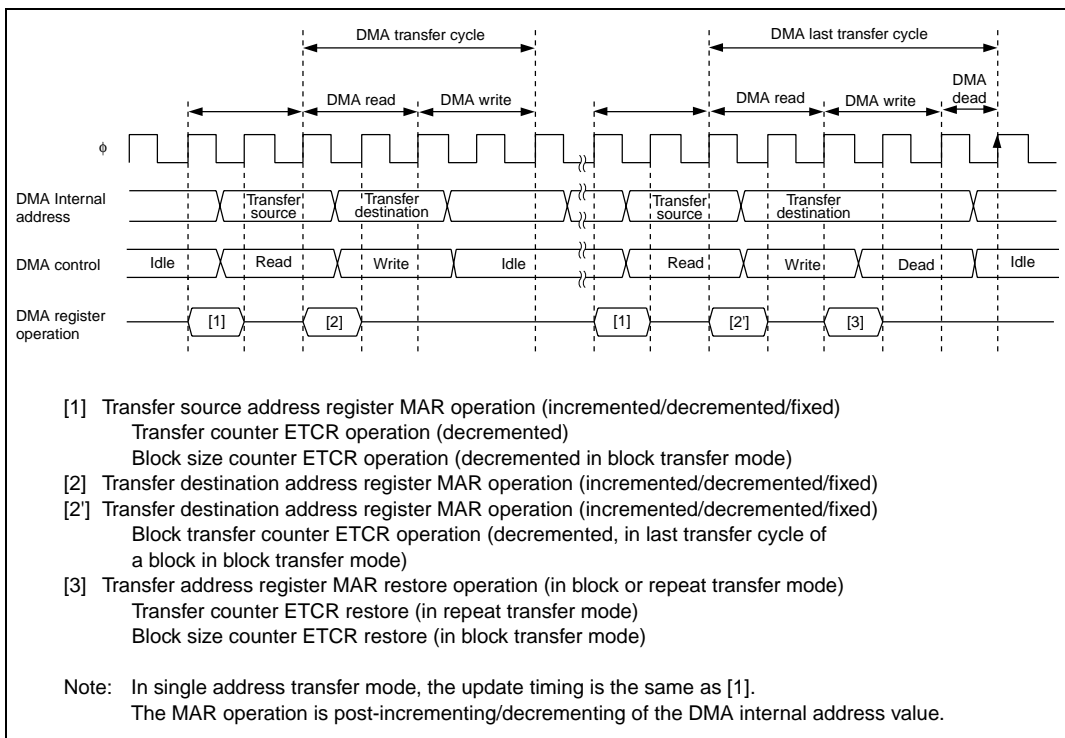 DMA transfer cycle DMA last transfer cycle
DMA read DMA write DMA read DMA write DMA dead
ϕ
DMA Internal address Transfer source Transfer destination Transfer source Transfer destination
DMA control Idle Read Write Idle Read Write Dead Idle
DMA register operation [1] [2] [1] [2'] [3]
[1] Transfer source address register MAR operation (incremented/decremented/fixed)
Transfer counter ETCR operation (decremented)
Block size counter ETCR operation (decremented in block transfer mode)
[2] Transfer destination address register MAR operation (incremented/decremented/fixed)
[2'] Transfer destination address register MAR operation (incremented/decremented/fixed)
Block transfer counter ETCR operation (decremented, in last transfer cycle of
a block in block transfer mode)
[3] Transfer address register MAR restore operation (in block or repeat transfer mode)
Transfer counter ETCR restore (in repeat transfer mode)
Block size counter ETCR restore (in block transfer mode)
Note: In single address transfer mode, the update timing is the same as [1].
The MAR operation is post-incrementing/decrementing of the DMA internal address value.